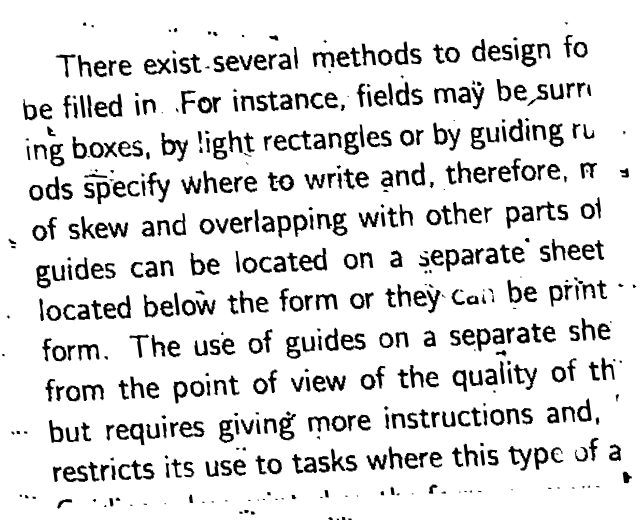 There exist several methods to design fo
be filled in. For instance, fields may be surr
ing boxes, by light rectangles or by guiding ru
ods specify where to write and, therefore, m
of skew and overlapping with other parts of
guides can be located on a separate sheet
located below the form or they can be print
form. The use of guides on a separate she
from the point of view of the quality of th
but requires giving more instructions and,
restricts its use to tasks where this type of a